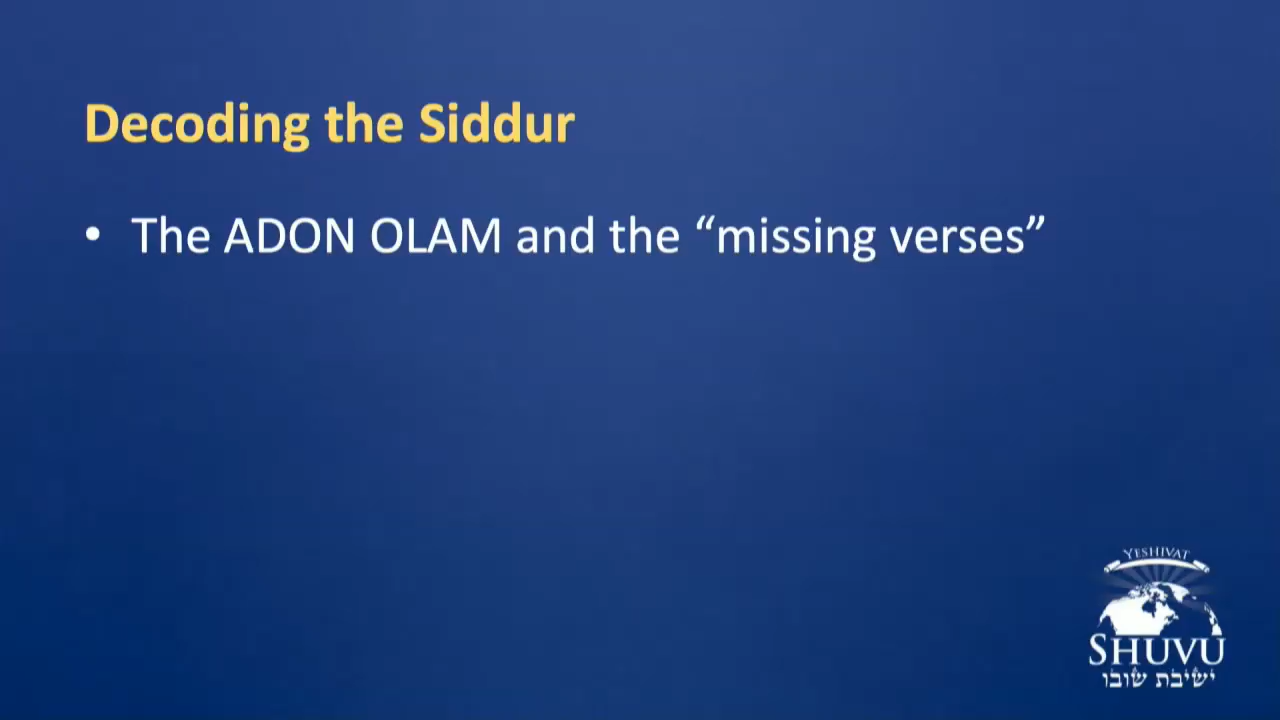 Decoding the Siddur
• The ADON OLAM and the “missing verses”
YESHIVAT
SHUVU
ישיבת שובו